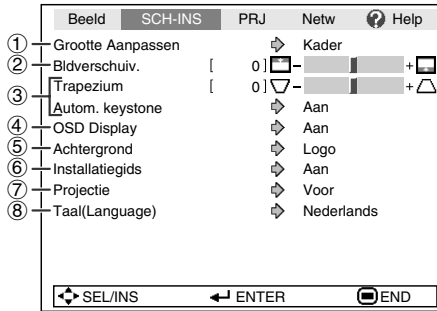 Beeld SCH-INS PRJ Netw ? Help
① Grootte Aanpassen Kader
② Bldverschuiv. [ 0 ] − +
③ Trapezium [ 0 ] − +
Autom. keystone Aan
④ OSD Display Aan
⑤ Achtergrond Logo
⑥ Installatiegids Aan
⑦ Projectie Voor
⑧ Taal(Language) Nederlands
SEL/INS ENTER END